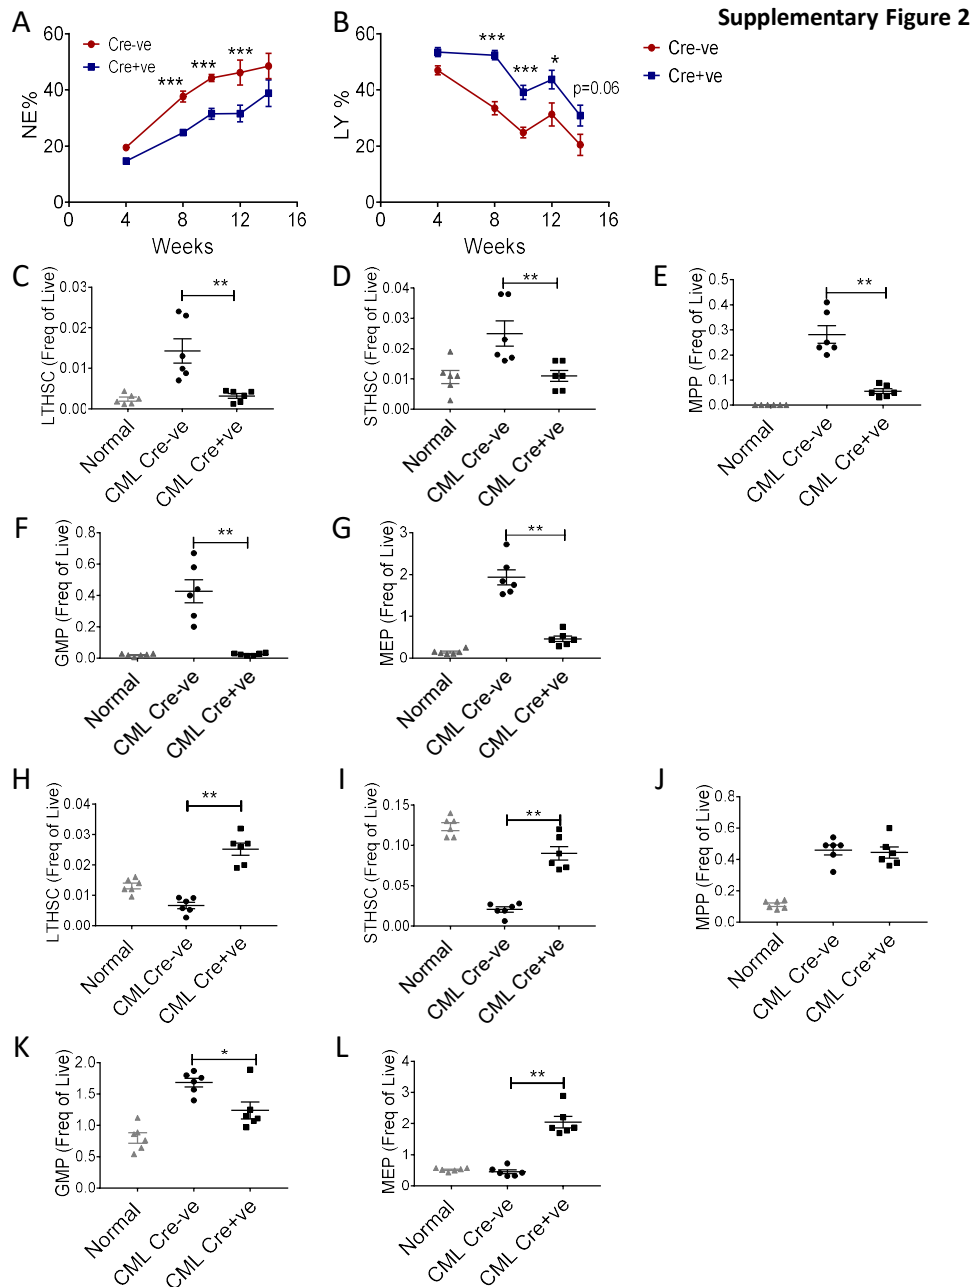 Supplementary Figure 2
A
NE%
60
40
20
0
Cre-ve
Cre+ve
***
***
***
0 4 8 12 16
Weeks
B
LY %
60
40
20
0
***
***
*
p=0.06
0 4 8 12 16
Weeks
Cre-ve
Cre+ve
C
LTHSC (Freq of Live)
0.03
0.02
0.01
0.00
**
Normal
CML Cre-ve
CML Cre+ve
D
STHSC (Freq of Live)
0.04
0.03
0.02
0.01
0.00
**
Normal
CML Cre-ve
CML Cre+ve
E
MPP (Freq of Live)
0.5
0.4
0.3
0.2
0.1
0.0
**
Normal
CML Cre-ve
CML Cre+ve
F
GMP (Freq of Live)
0.8
0.6
0.4
0.2
0.0
**
Normal
CML Cre-ve
CML Cre+ve
G
MEP (Freq of Live)
3
2
1
0
**
Normal
CML Cre-ve
CML Cre+ve
H
LTHSC (Freq of Live)
0.04
0.03
0.02
0.01
0.00
**
Normal
CML Cre-ve
CML Cre+ve
I
STHSC (Freq of Live)
0.15
0.10
0.05
0.00
**
Normal
CML Cre-ve
CML Cre+ve
J
MPP (Freq of Live)
0.8
0.6
0.4
0.2
0.0
Normal
CML Cre-ve
CML Cre+ve
K
GMP (Freq of Live)
2.0
1.5
1.0
0.5
0.0
*
Normal
CML Cre-ve
CML Cre+ve
L
MEP (Freq of Live)
4
3
2
1
0
**
Normal
CML Cre-ve
CML Cre+ve